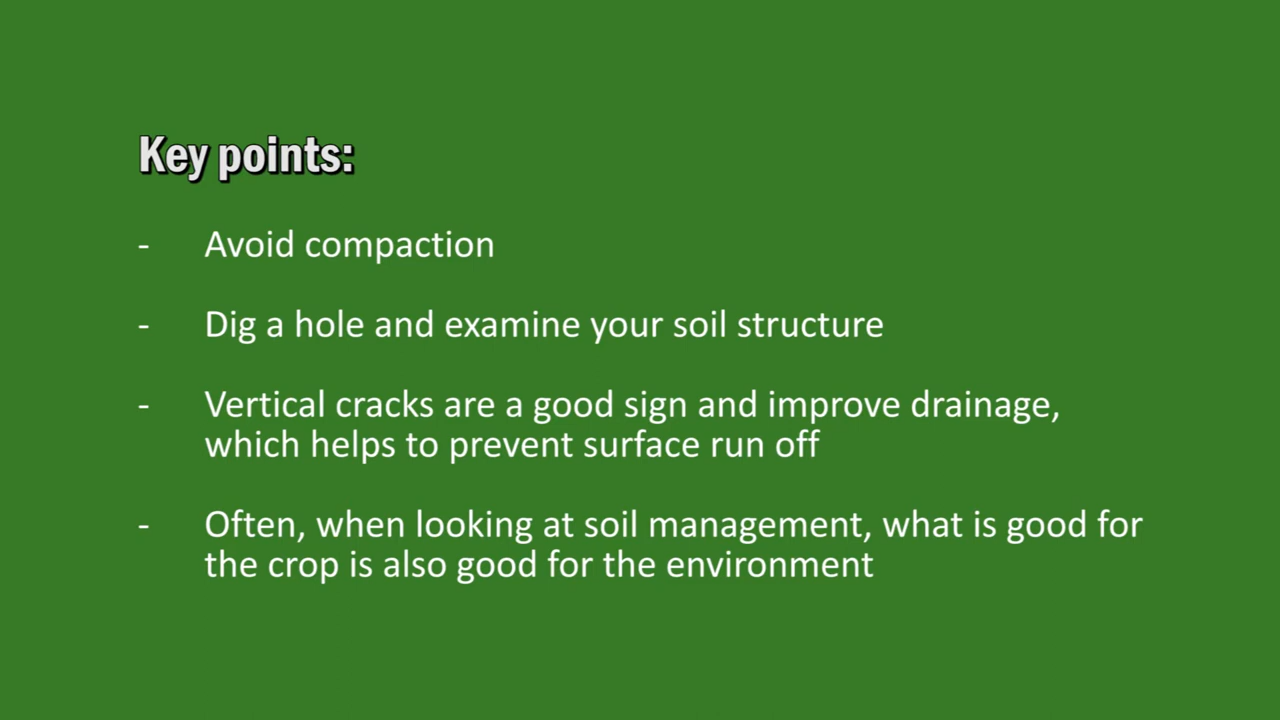 Key points:
- Avoid compaction
- Dig a hole and examine your soil structure
- Vertical cracks are a good sign and improve drainage,
which helps to prevent surface run off
- Often, when looking at soil management, what is good for
the crop is also good for the environment